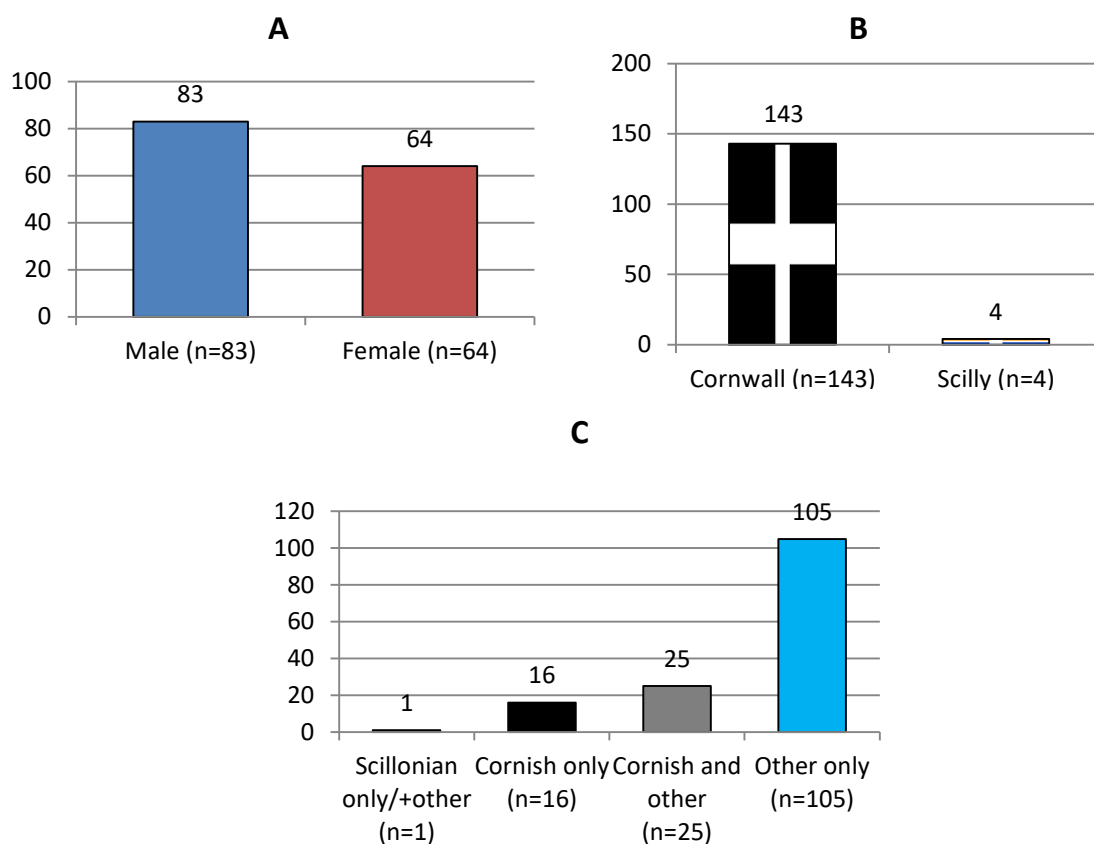 A
100
80
60
40
20
0
83
64
Male (n=83) Female (n=64)
B
200
150
100
50
0
143
4
Cornwall (n=143) Scilly (n=4)
C
120
100
80
60
40
20
0
1
16
25
105
Scillonian
only/+other
(n=1)
Cornish only
(n=16)
Cornish and
other
(n=25)
Other only
(n=105)